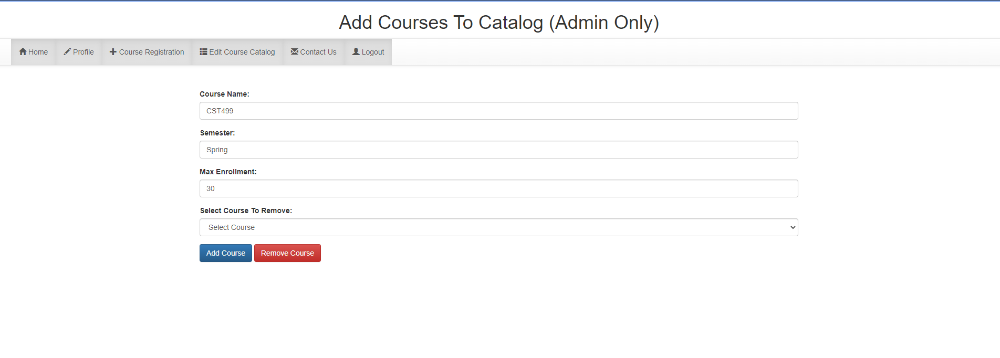 Add Courses To Catalog (Admin Only)
Home Profile Course Registration Edit Course Catalog Contact Us Logout
Course Name:
CST499
Semester:
Spring
Max Enrollment:
30
Select Course To Remove:
Select Course
Add Course Remove Course